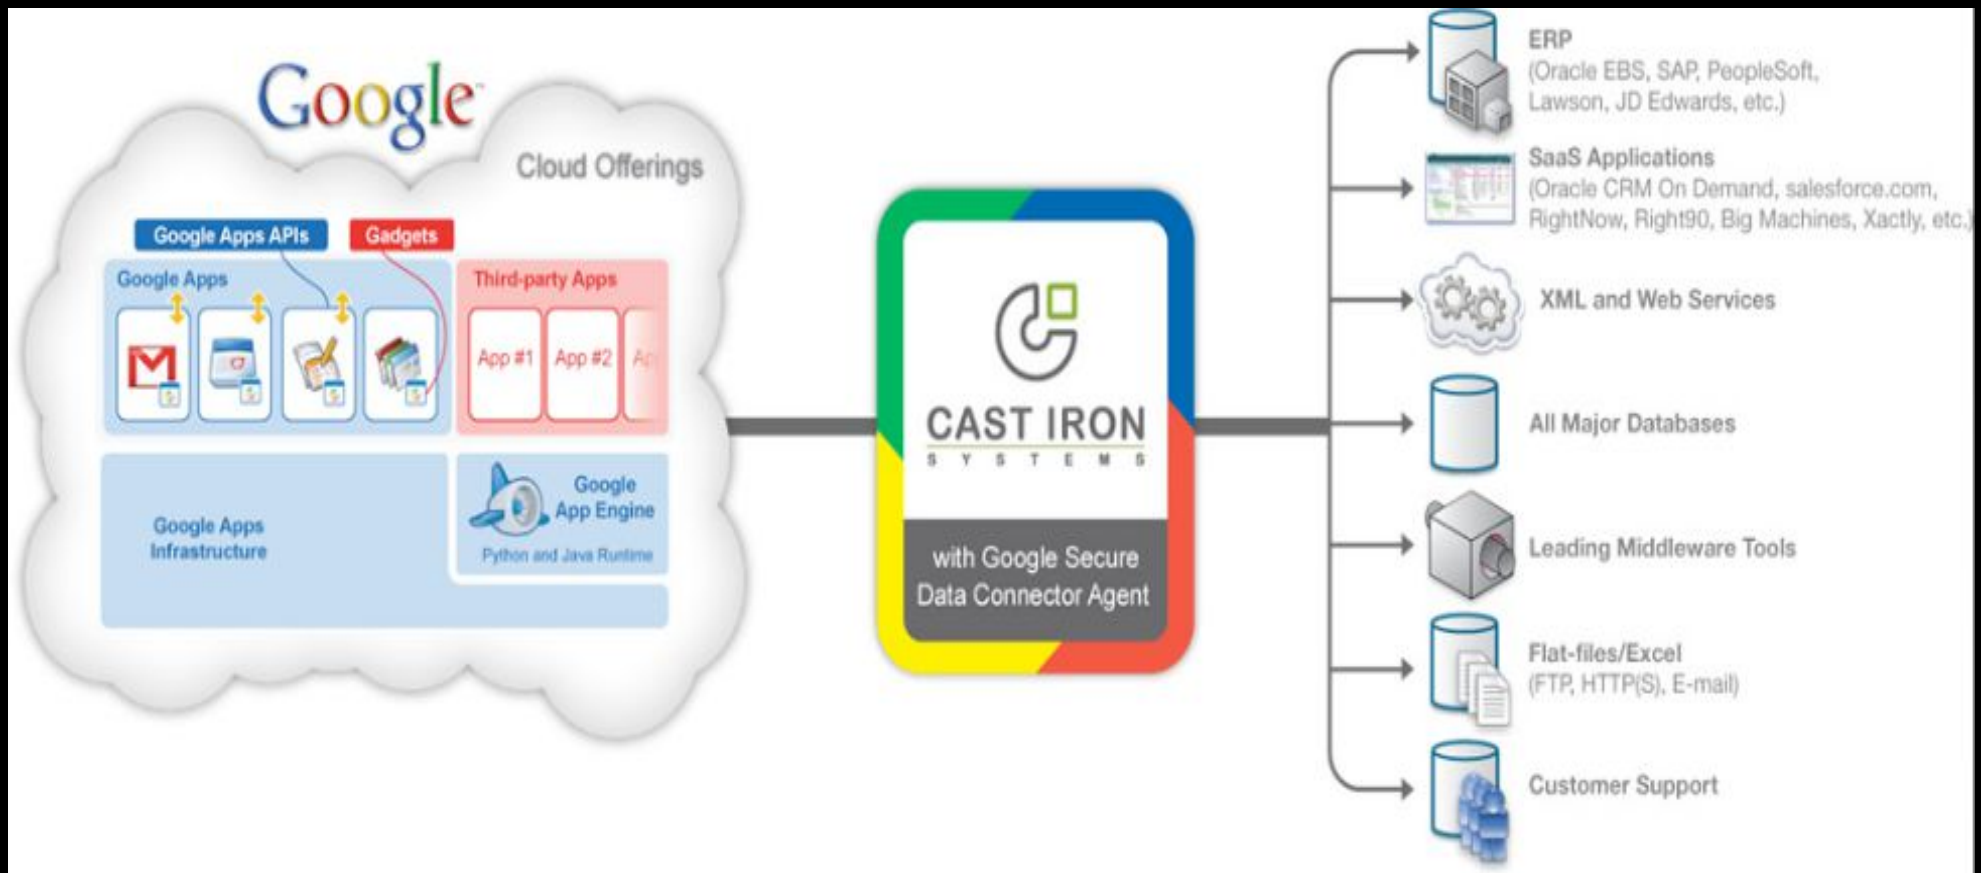 Google™
Cloud Offerings
Google Apps APIs
Gadgets
Google Apps
Third-party Apps
App #1
App #2
Google Apps
Infrastructure
Google
App Engine
Python and Java Runtime
CAST IRON
SYSTEMS
with Google Secure
Data Connector Agent
ERP
(Oracle EBS, SAP, PeopleSoft,
Lawson, JD Edwards, etc.)
SaaS Applications
(Oracle CRM On Demand, salesforce.com,
RightNow, Right90, Big Machines, Xactly, etc.)
XML and Web Services
All Major Databases
Leading Middleware Tools
Flat-files/Excel
(FTP, HTTP(S), E-mail)
Customer Support